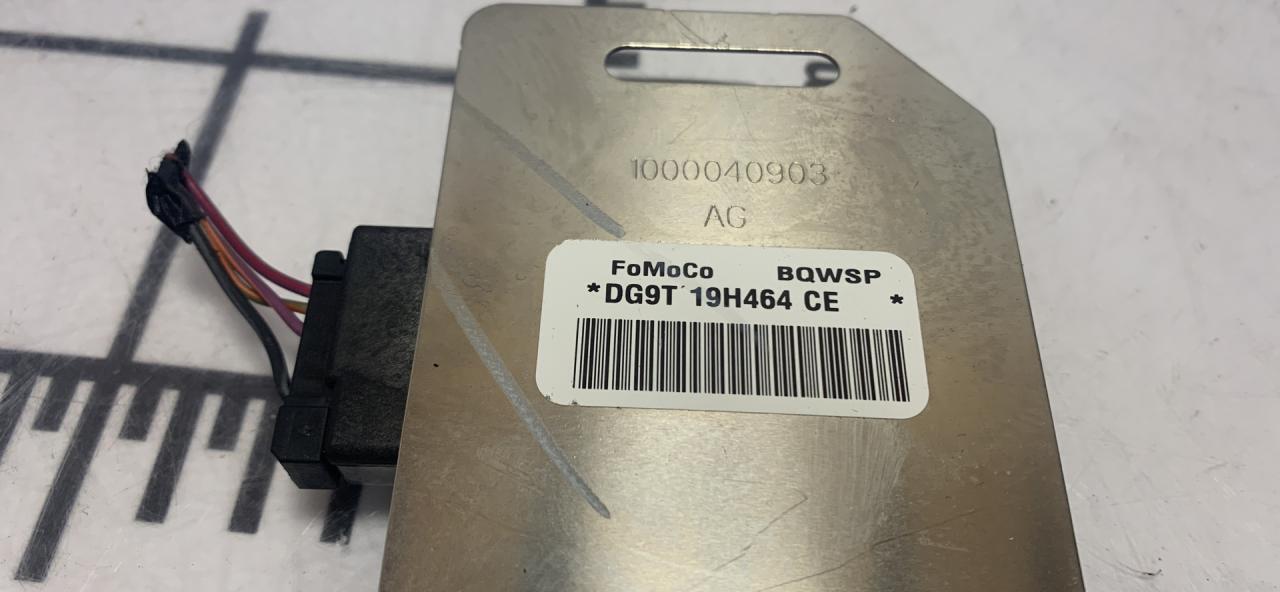 1000040903
AG
FoMoCo BQWSP
*DG9T 19H464 CE *